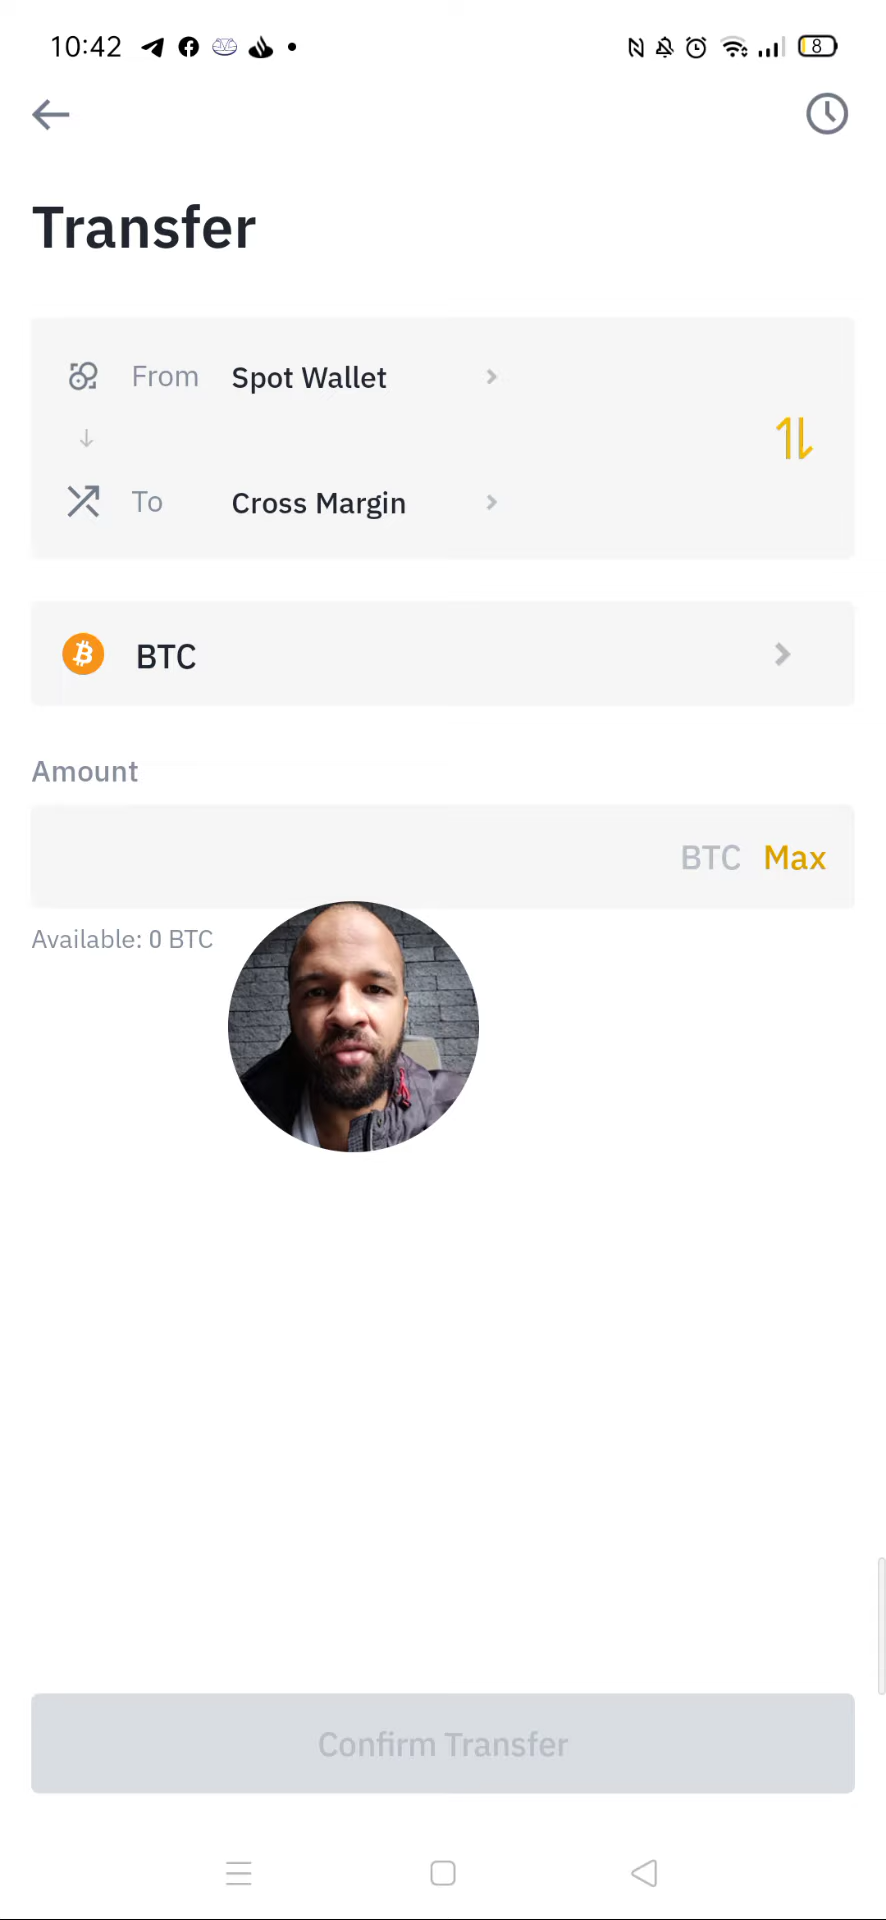 10:42 8
Transfer
From Spot Wallet
To Cross Margin
BTC
Amount
BTC Max
Available: 0 BTC
Confirm Transfer